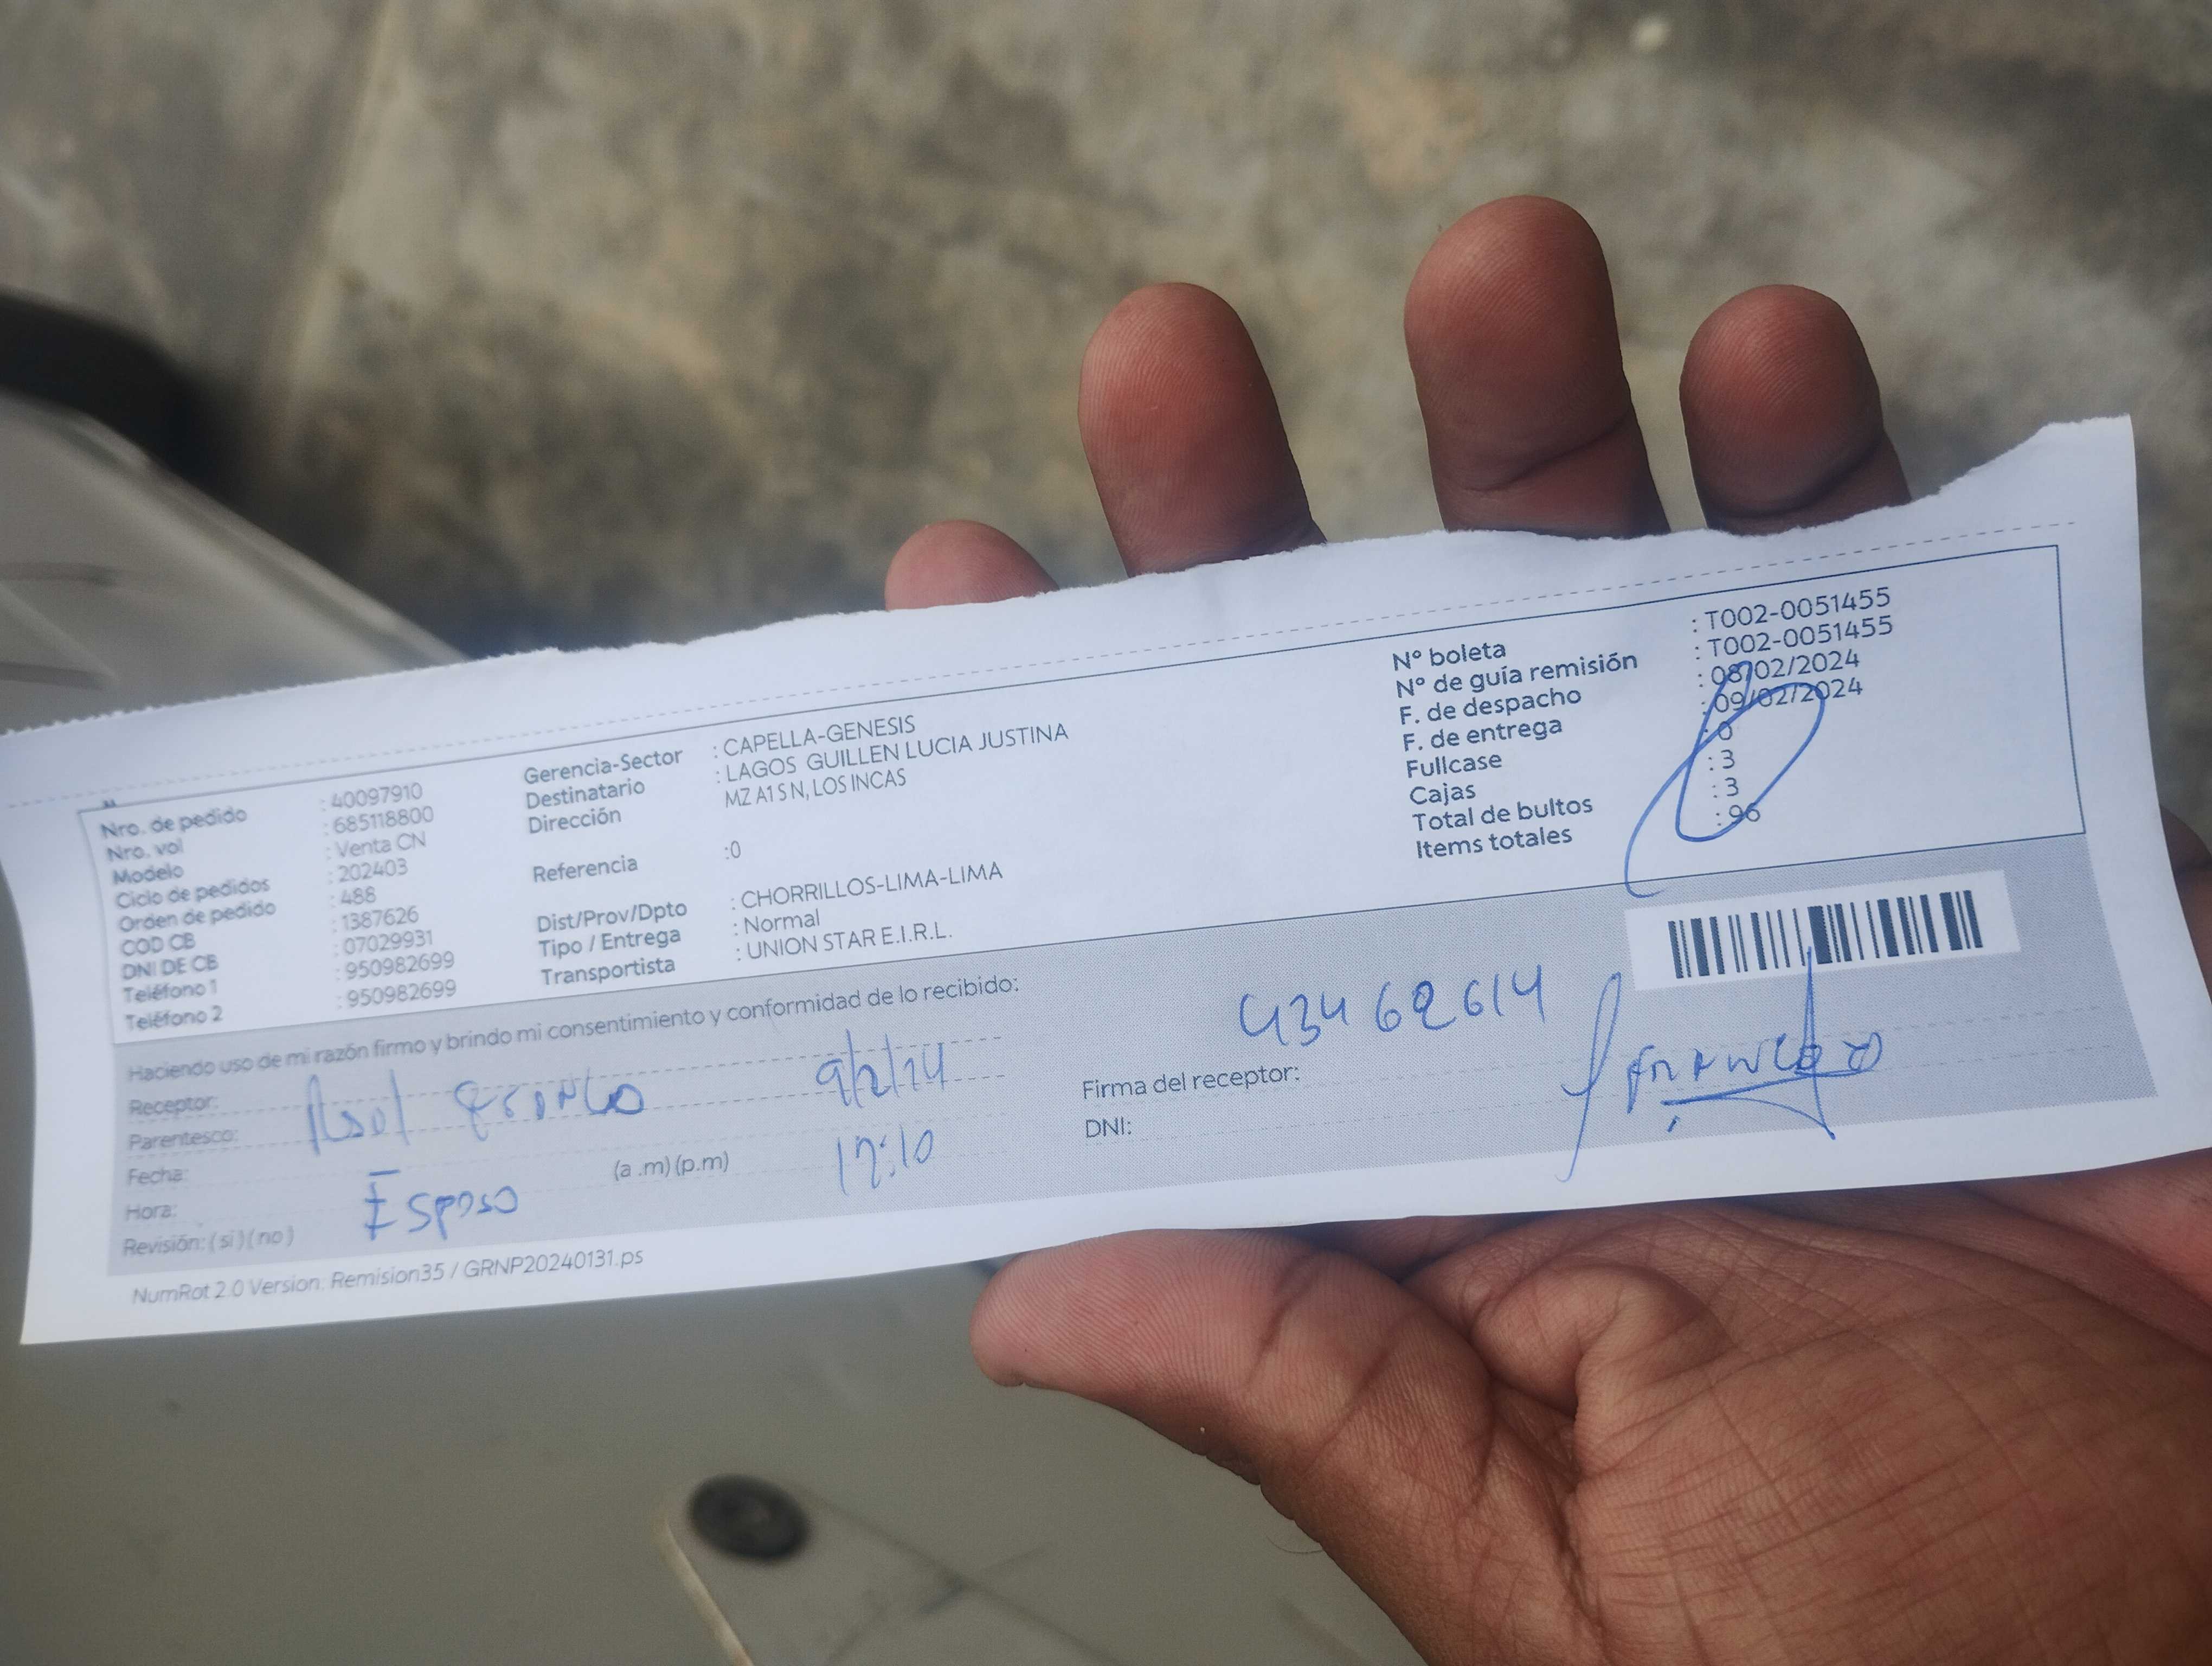 Nro. de pedido : 40097910
Nro. vol : 685118800
Modelo : Venta CN
Ciclo de pedidos : 202403
Orden de pedido : 488
COD CB : 1387626
DNI DE CB : 07029931
Teléfono 1 : 950982699
Teléfono 2 : 950982699
Gerencia-Sector : CAPELLA-GENESIS
Destinatario : LAGOS GUILLEN LUCIA JUSTINA
Dirección MZ A1 S N, LOS INCAS
Referencia :0
Dist/Prov/Dpto : CHORRILLOS-LIMA-LIMA
Tipo / Entrega : Normal
Transportista : UNION STAR E.I.R.L.
N° boleta : T002-0051455
N° de guía remisión : T002-0051455
F. de despacho : 08/02/2024
F. de entrega : 09/02/2024
Fullcase : 0
Cajas : 3
Total de bultos : 3
Items totales : 96
Haciendo uso de mi razón firmo y brindo mi consentimiento y conformidad de lo recibido:
Receptor:
Parentesco:
Fecha: 9/2/24
Hora: (a .m) (p.m) 12:10
Revisión: ( si ) ( no ) Esposo
43462614
Firma del receptor:
DNI:
NumRot 2.0 Version: Remision35 / GRNP20240131.ps